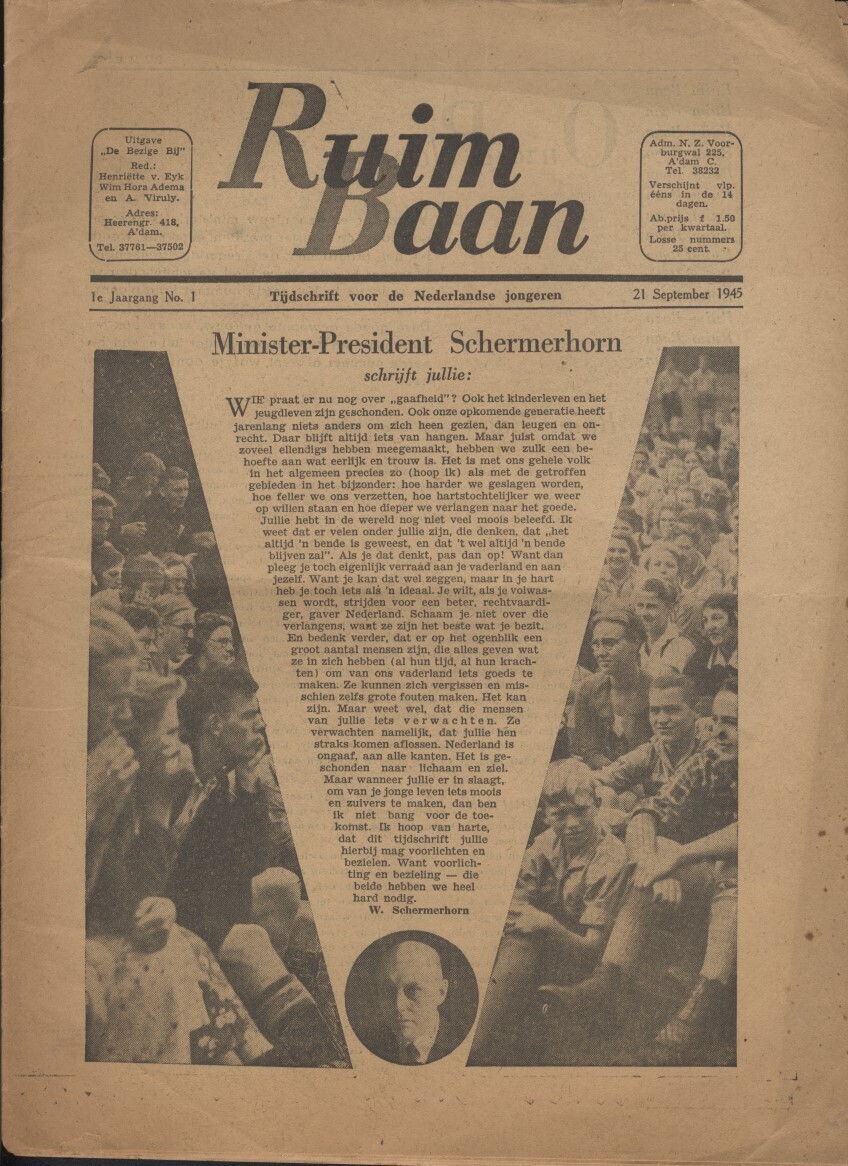 Ruim
Baan
Uitgave
„De Bezige Bij"
Red.:
Henriëtte v. Eyk
Wim Hora Adema
en A. Viruly.
Adres:
Heerengr. 418,
A'dam.
Tel. 37761—37502
Adm. N. Z. Voor-
burgwal 225,
A'dam C.
Tel. 38232
Verschijnt vlp.
ééns in de 14
dagen.
Ab.prijs f 1.50
per kwartaal.
Losse nummers
25 cent.
1e Jaargang No. 1 Tijdschrift voor de Nederlandse jongeren 21 September 1945
Minister-President Schermerhorn
schrijft jullie:
WIE praat er nu nog over „gaafheid"? Ook het kinderleven en het
jeugdleven zijn geschonden. Ook onze opkomende generatie heeft
jarenlang niets anders om zich heen gezien, dan leugen en on-
recht. Daar blijft altijd iets van hangen. Maar juist omdat we
zoveel ellendigs hebben meegemaakt, hebben we zulk een be-
hoefte aan wat eerlijk en trouw is. Het is met ons gehele volk
in het algemeen precies zo (hoop ik) als met de getroffen
gebieden in het bijzonder: hoe harder we geslagen worden,
hoe feller we ons verzetten, hoe hartstochtelijker we weer
op willen staan en hoe dieper we verlangen naar het goede.
Jullie hebt in de wereld nog niet veel moois beleefd. Ik
weet dat er velen onder jullie zijn, die denken, dat „het
altijd 'n bende is geweest, en dat 't wel altijd 'n bende
blijven zal". Als je dat denkt, pas dan op! Want dan
pleeg je toch eigenlijk verraad aan je vaderland en aan
jezelf. Want je kan dat wel zeggen, maar in je hart
heb je toch iets als 'n ideaal. Je wilt, als je volwas-
sen wordt, strijden voor een beter, rechtvaardi-
ger, gaver Nederland. Schaam je niet over die
verlangens, want ze zijn het beste wat je bezit.
En bedenk verder, dat er op het ogenblik een
groot aantal mensen zijn, die alles geven wat
ze in zich hebben (al hun tijd, al hun krach-
ten) om van ons vaderland iets goeds te
maken. Ze kunnen zich vergissen en mis-
schien zelfs grote fouten maken. Het kan
zijn. Maar weet wel, dat die mensen
van jullie iets verwachten. Ze
verwachten namelijk, dat jullie hen
straks komen aflossen. Nederland is
ongaaf, aan alle kanten. Het is ge-
schonden naar lichaam en ziel.
Maar wanneer jullie er in slaagt,
om van je jonge leven iets moois
en zuivers te maken, dan ben
ik niet bang voor de toe-
komst. Ik hoop van harte,
dat dit tijdschrift jullie
hierbij mag voorlichten en
bezielen. Want voorlich-
ting en bezieling — die
beide hebben we heel
hard nodig.
W. Schermerhorn